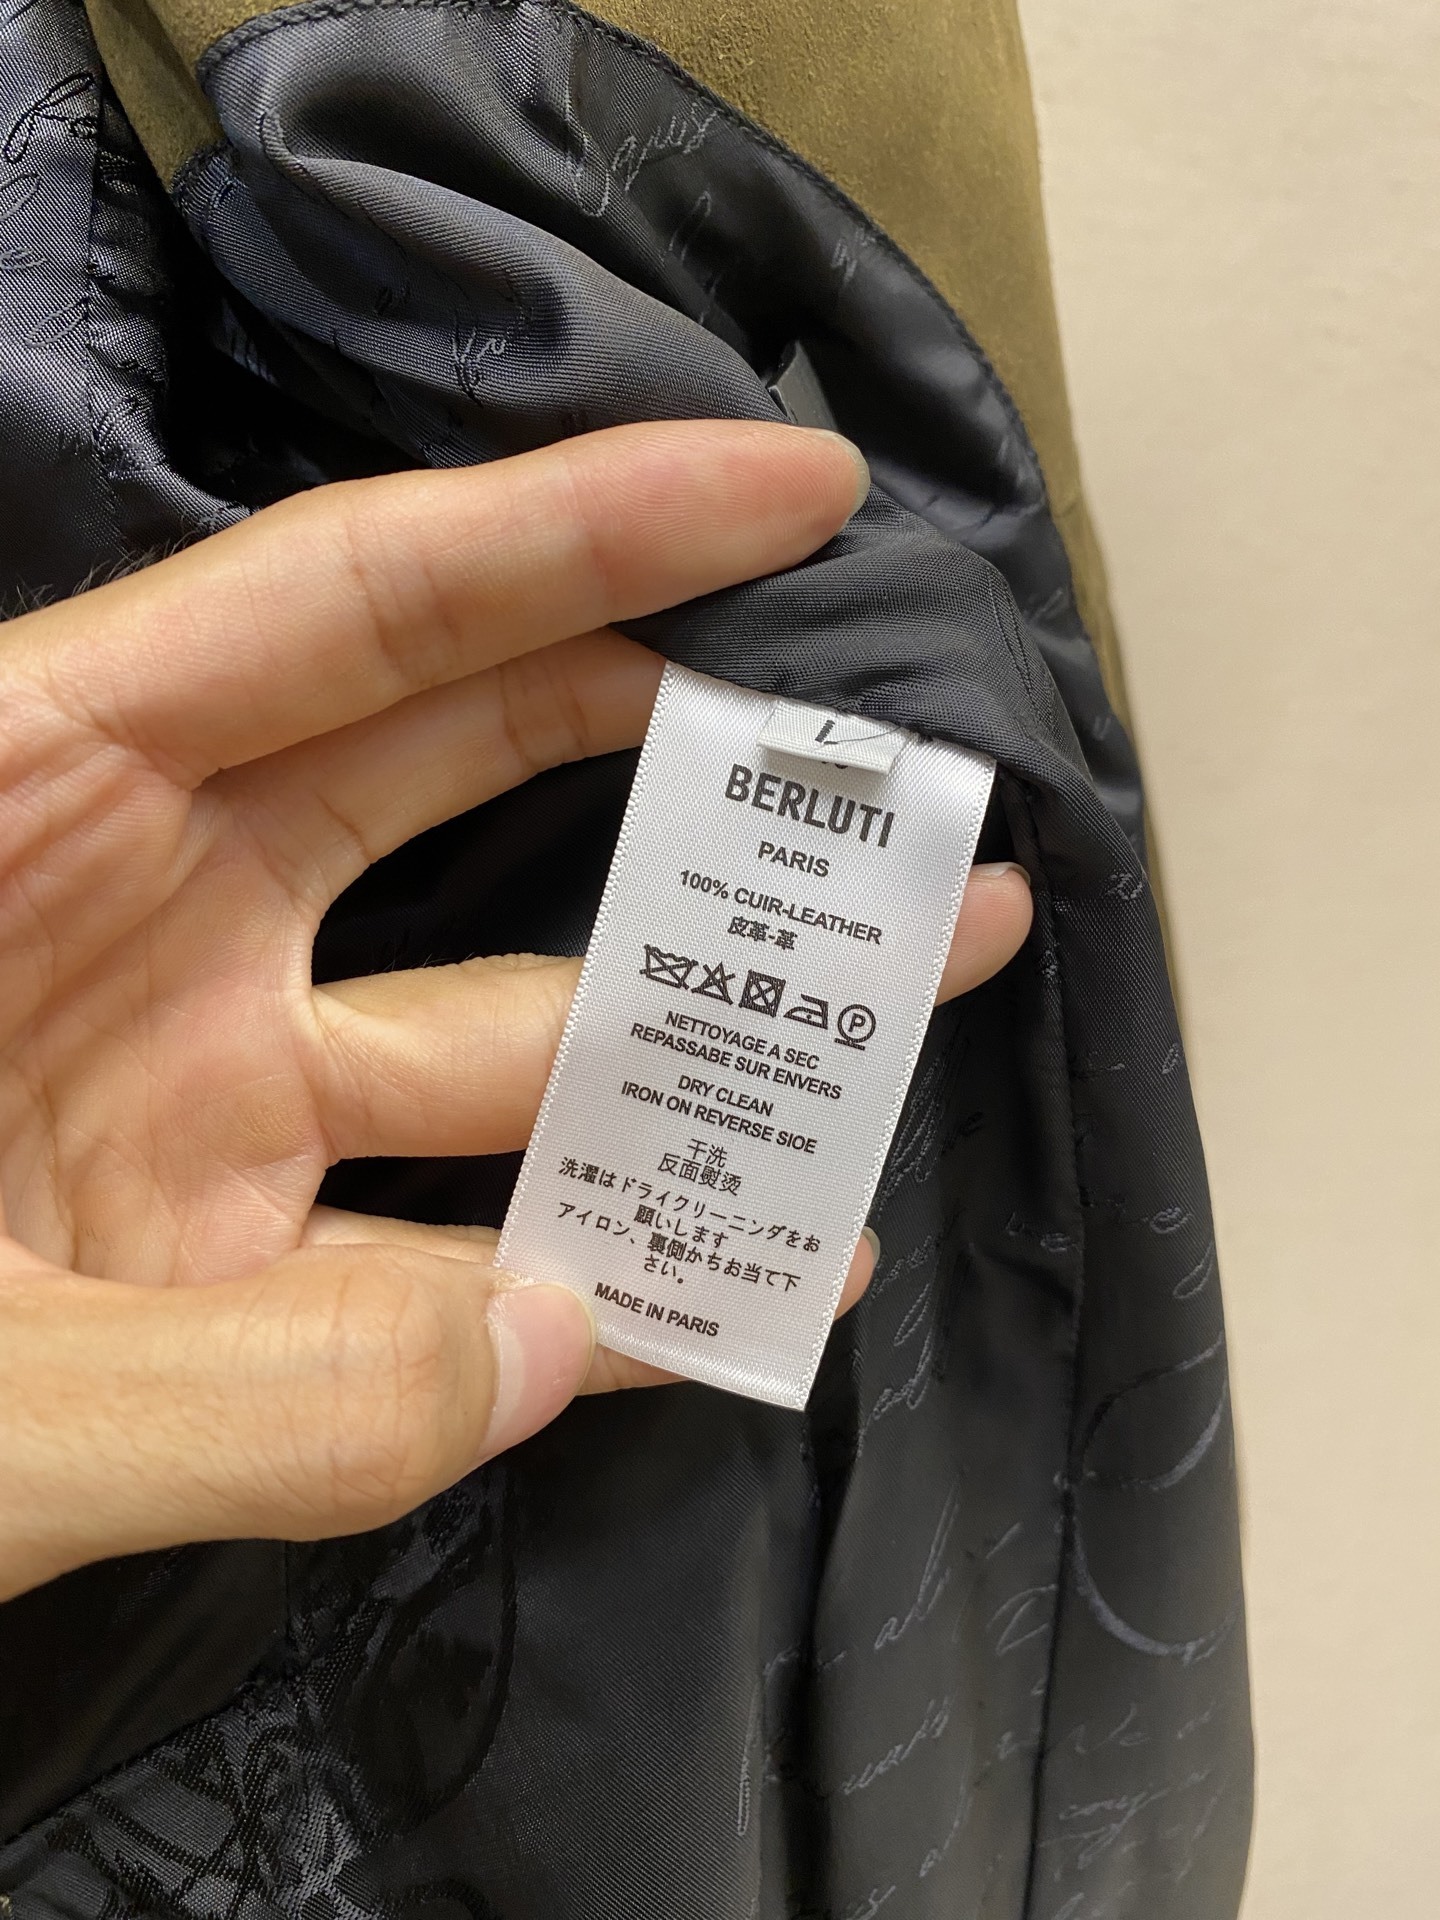 BERLUTI
PARIS
100% CUIR-LEATHER
皮革-革
P
NETTOYAGE A SEC
REPASSABE SUR ENVERS
DRY CLEAN
IRON ON REVERSE SIOE
干洗
反面熨烫
洗濯はドライクリーニンダをお
願いします
アイロン、裏側かちお当て下
さい。
MADE IN PARIS